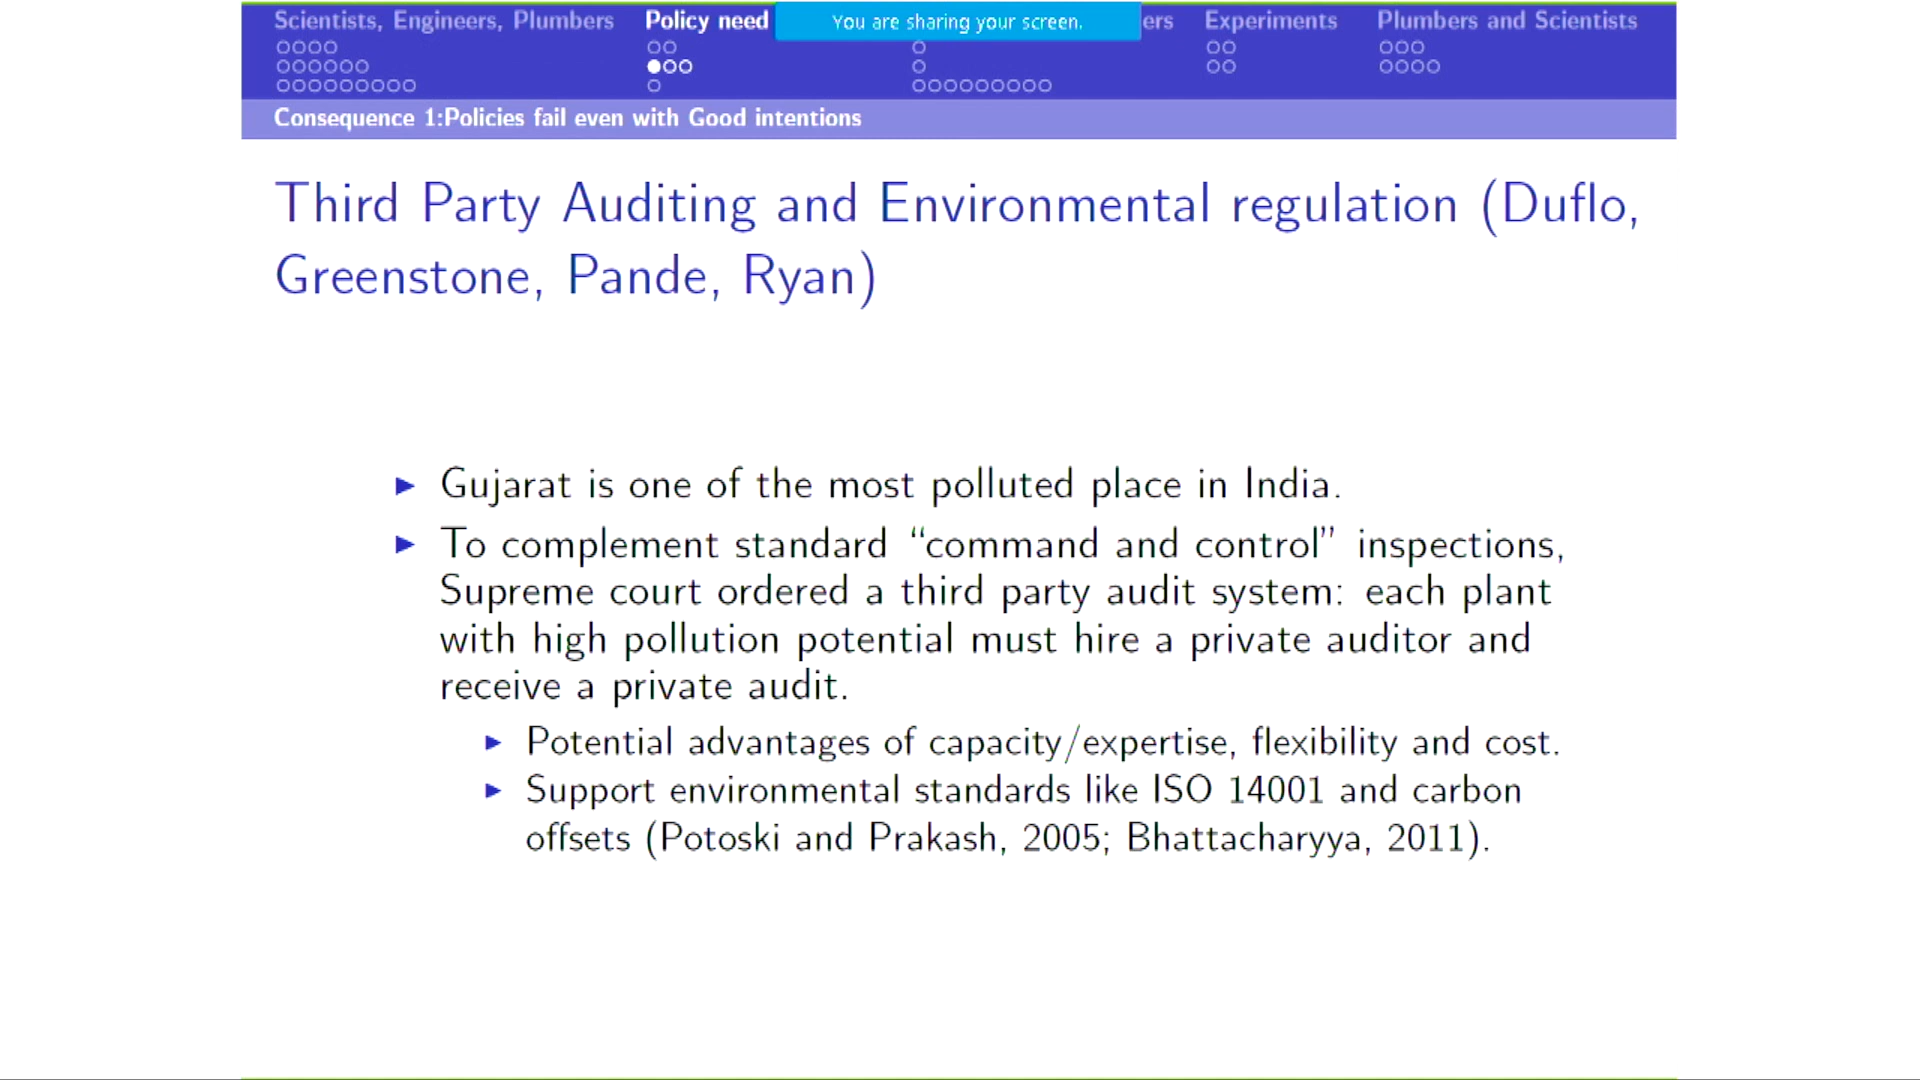 Scientists, Engineers, Plumbers Policy need You are sharing your screen. ers Experiments Plumbers and Scientists
Consequence 1:Policies fail even with Good intentions
Third Party Auditing and Environmental regulation (Duflo,
Greenstone, Pande, Ryan)
Gujarat is one of the most polluted place in India.
To complement standard “command and control” inspections,
Supreme court ordered a third party audit system: each plant
with high pollution potential must hire a private auditor and
receive a private audit.
Potential advantages of capacity/expertise, flexibility and cost.
Support environmental standards like ISO 14001 and carbon
offsets (Potoski and Prakash, 2005; Bhattacharyya, 2011).